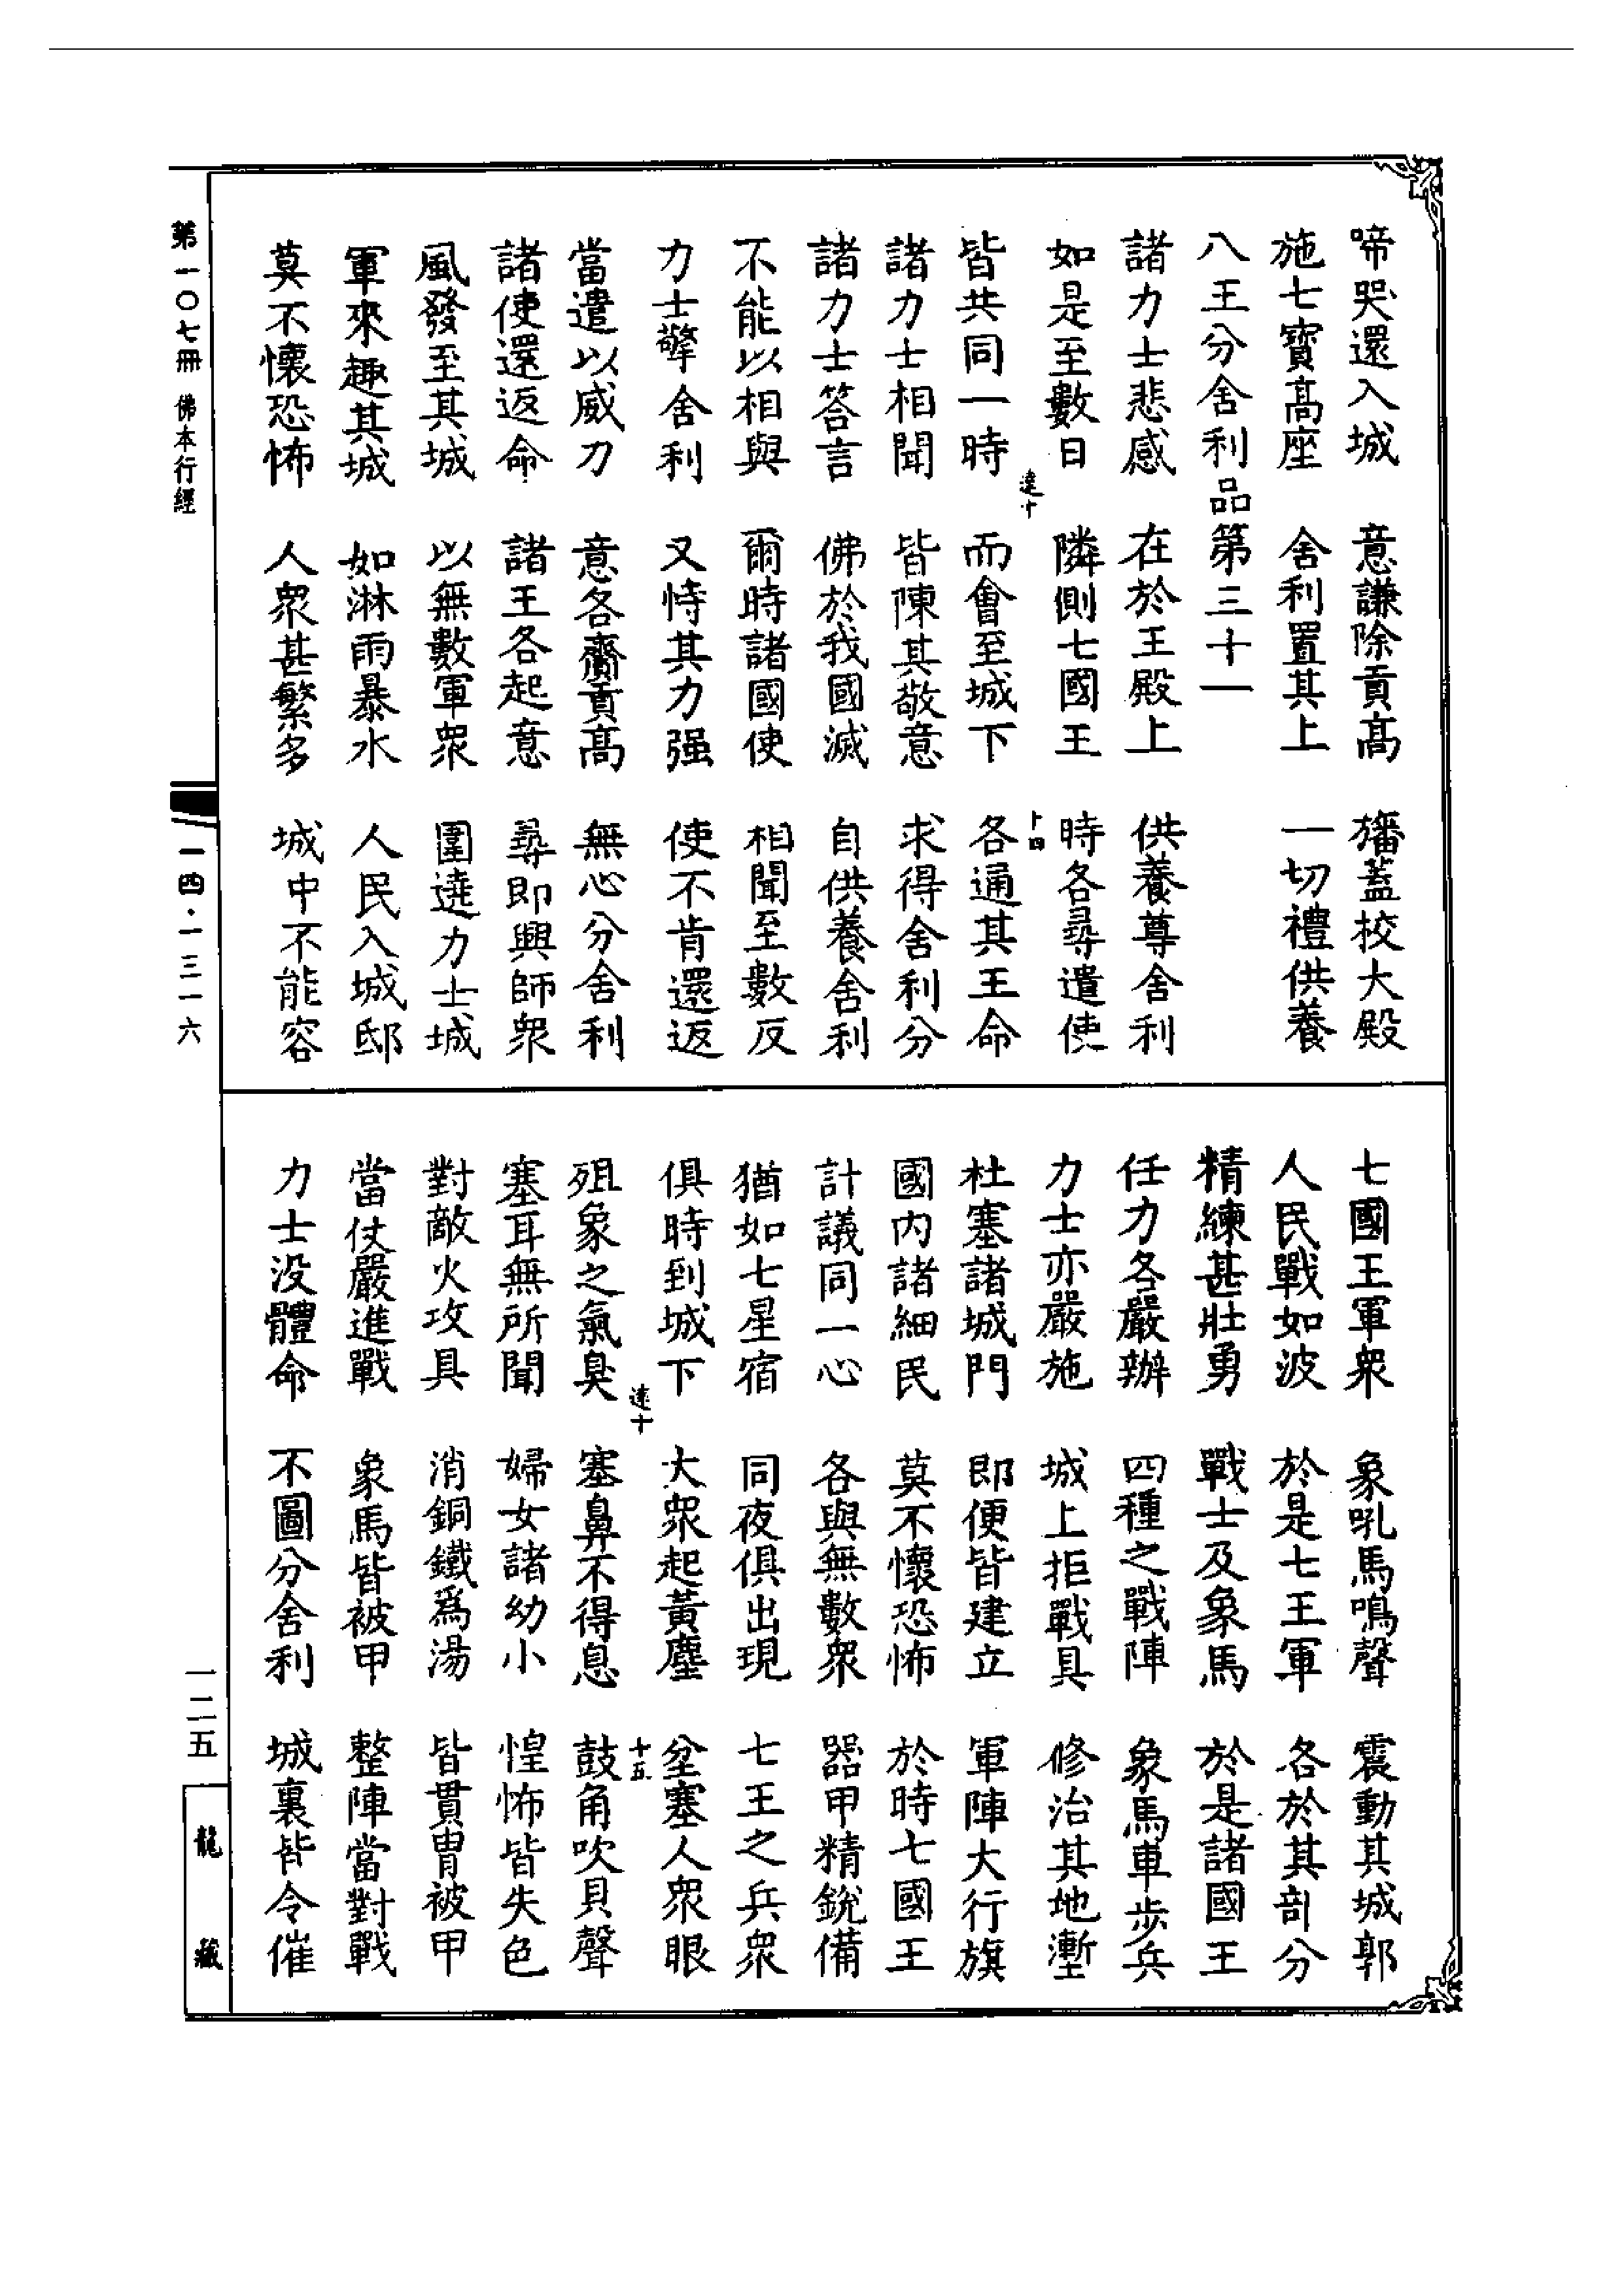 啼哭還入城　意謙除貢高　旛蓋校大殿
施七寶高座　舍利置其上　一切禮供養
八王分舍利品第三十一
諸力士悲感　在於王殿上　供養尊舍利
如是至數日　隣側七國王　時各尋遣使
達十　十四
皆共同一時　而會至城下　各通其王命
諸力士相聞　皆陳其敬意　求得舍利分
諸力士答言　佛於我國滅　自供養舍利
不能以相與　爾時諸國使　相聞至數反
力士擎舍利　又恃其力强　使不肯還返
當遣以威力　意各齎貢高　無心分舍利
諸使還返命　諸王各起意　尋即興師衆
風發至其城　以無數軍衆　圍遶力士城
軍來趣其城　如淋雨暴水　人民入城邸
莫不懷恐怖　人衆甚繁多　城中不能容
七國王軍衆　象吼馬鳴聲　震動其城郭
人民戰如波　於是七王軍　各於其剖分
精練甚壯勇　戰士及象馬　於是諸國王
任力各嚴辦　四種之戰陣　象馬車步兵
力士亦嚴施　城上拒戰具　修治其地壍
杜塞諸城門　即便皆建立　軍陣大行旗
國内諸細民　莫不懷恐怖　於時七國王
計議同一心　各與無數衆　器甲精銳備
猶如七星宿　同夜俱出現　七王之兵衆
俱時到城下　大衆起黃塵　坌塞人衆眼
達十　十五
殂象之氣臭　塞鼻不得息　鼓角吹貝聲
塞耳無所聞　婦女諸幼小　惶怖皆失色
對敵火攻具　消銅鐵爲湯　皆貫冑被甲
當仗嚴進戰　象馬皆被甲　整陣當對戰
力士没體命　不圖分舍利　城裏皆令催
第一〇七冊　佛本行經
一四·一三一六
一二五
龍藏